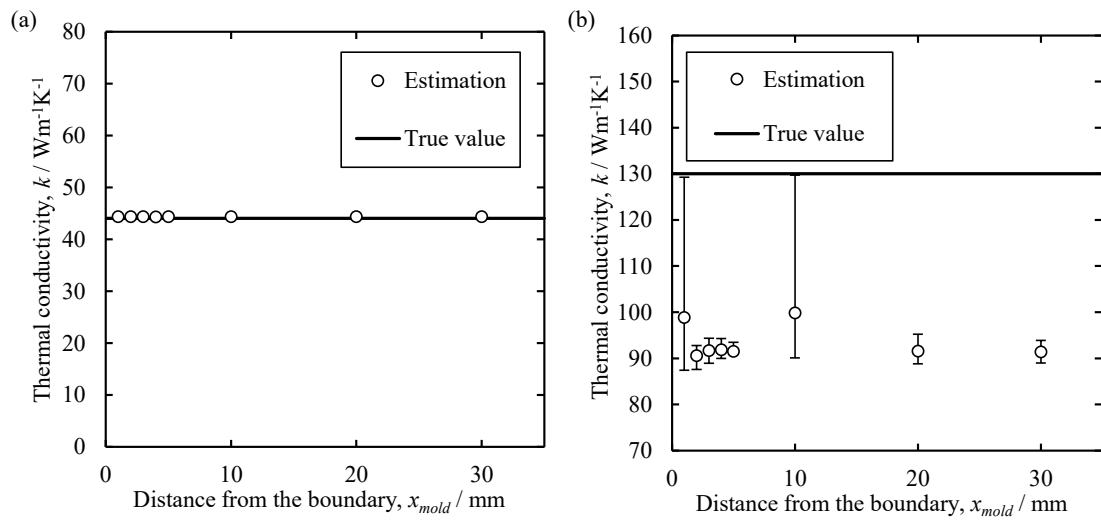 (a)
Thermal conductivity, k / Wm-1K-1
80
70
60
50
40
30
20
10
0
Estimation
True value
0 10 20 30
Distance from the boundary, xmold / mm
(b)
Thermal conductivity, k / Wm-1K-1
160
150
140
130
120
110
100
90
80
70
Estimation
True value
0 10 20 30
Distance from the boundary, xmold / mm